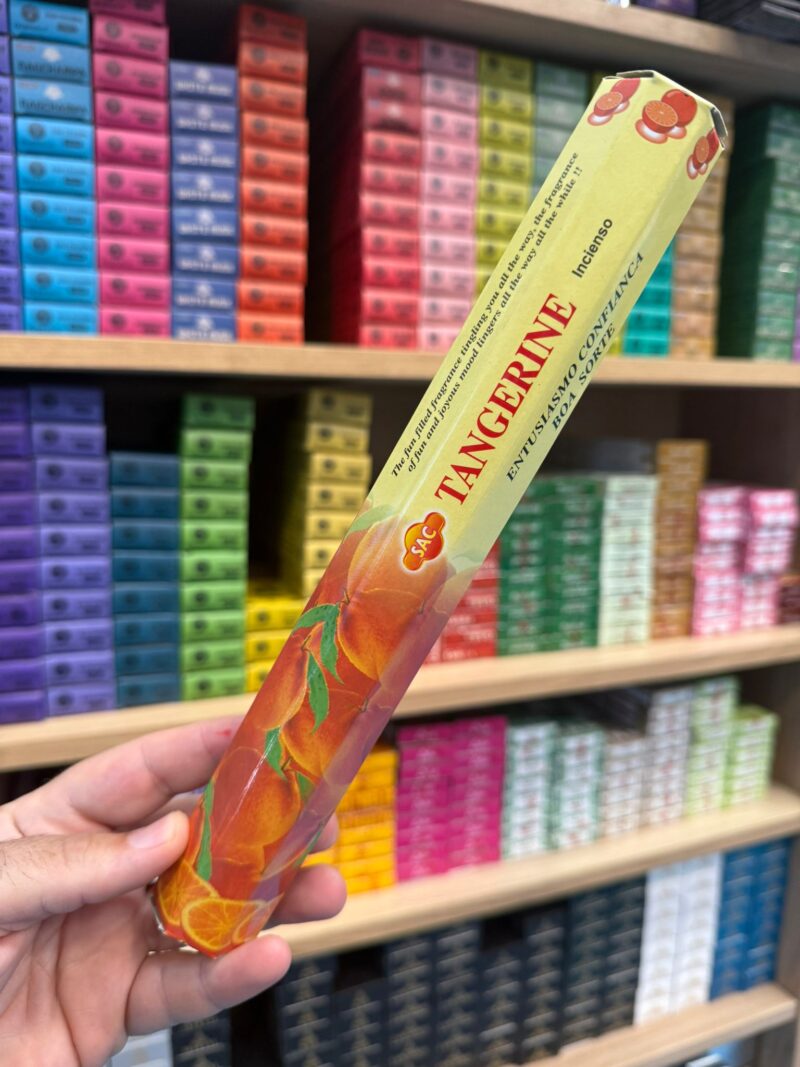 The fun filled fragrance tingling you all the way, the fragrance
of fun and joyous mood lingers all the way all the while !!
TANGERINE
Incienso
ENTUSIASMO CONFIANCA
BOA SORTE
SAC